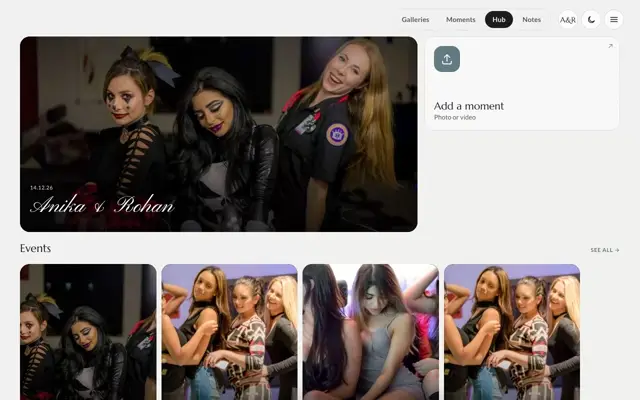 Galleries Moments Hub Notes A&R
Add a moment
Photo or video
14.12.26
Anika & Rohan
Events
SEE ALL →